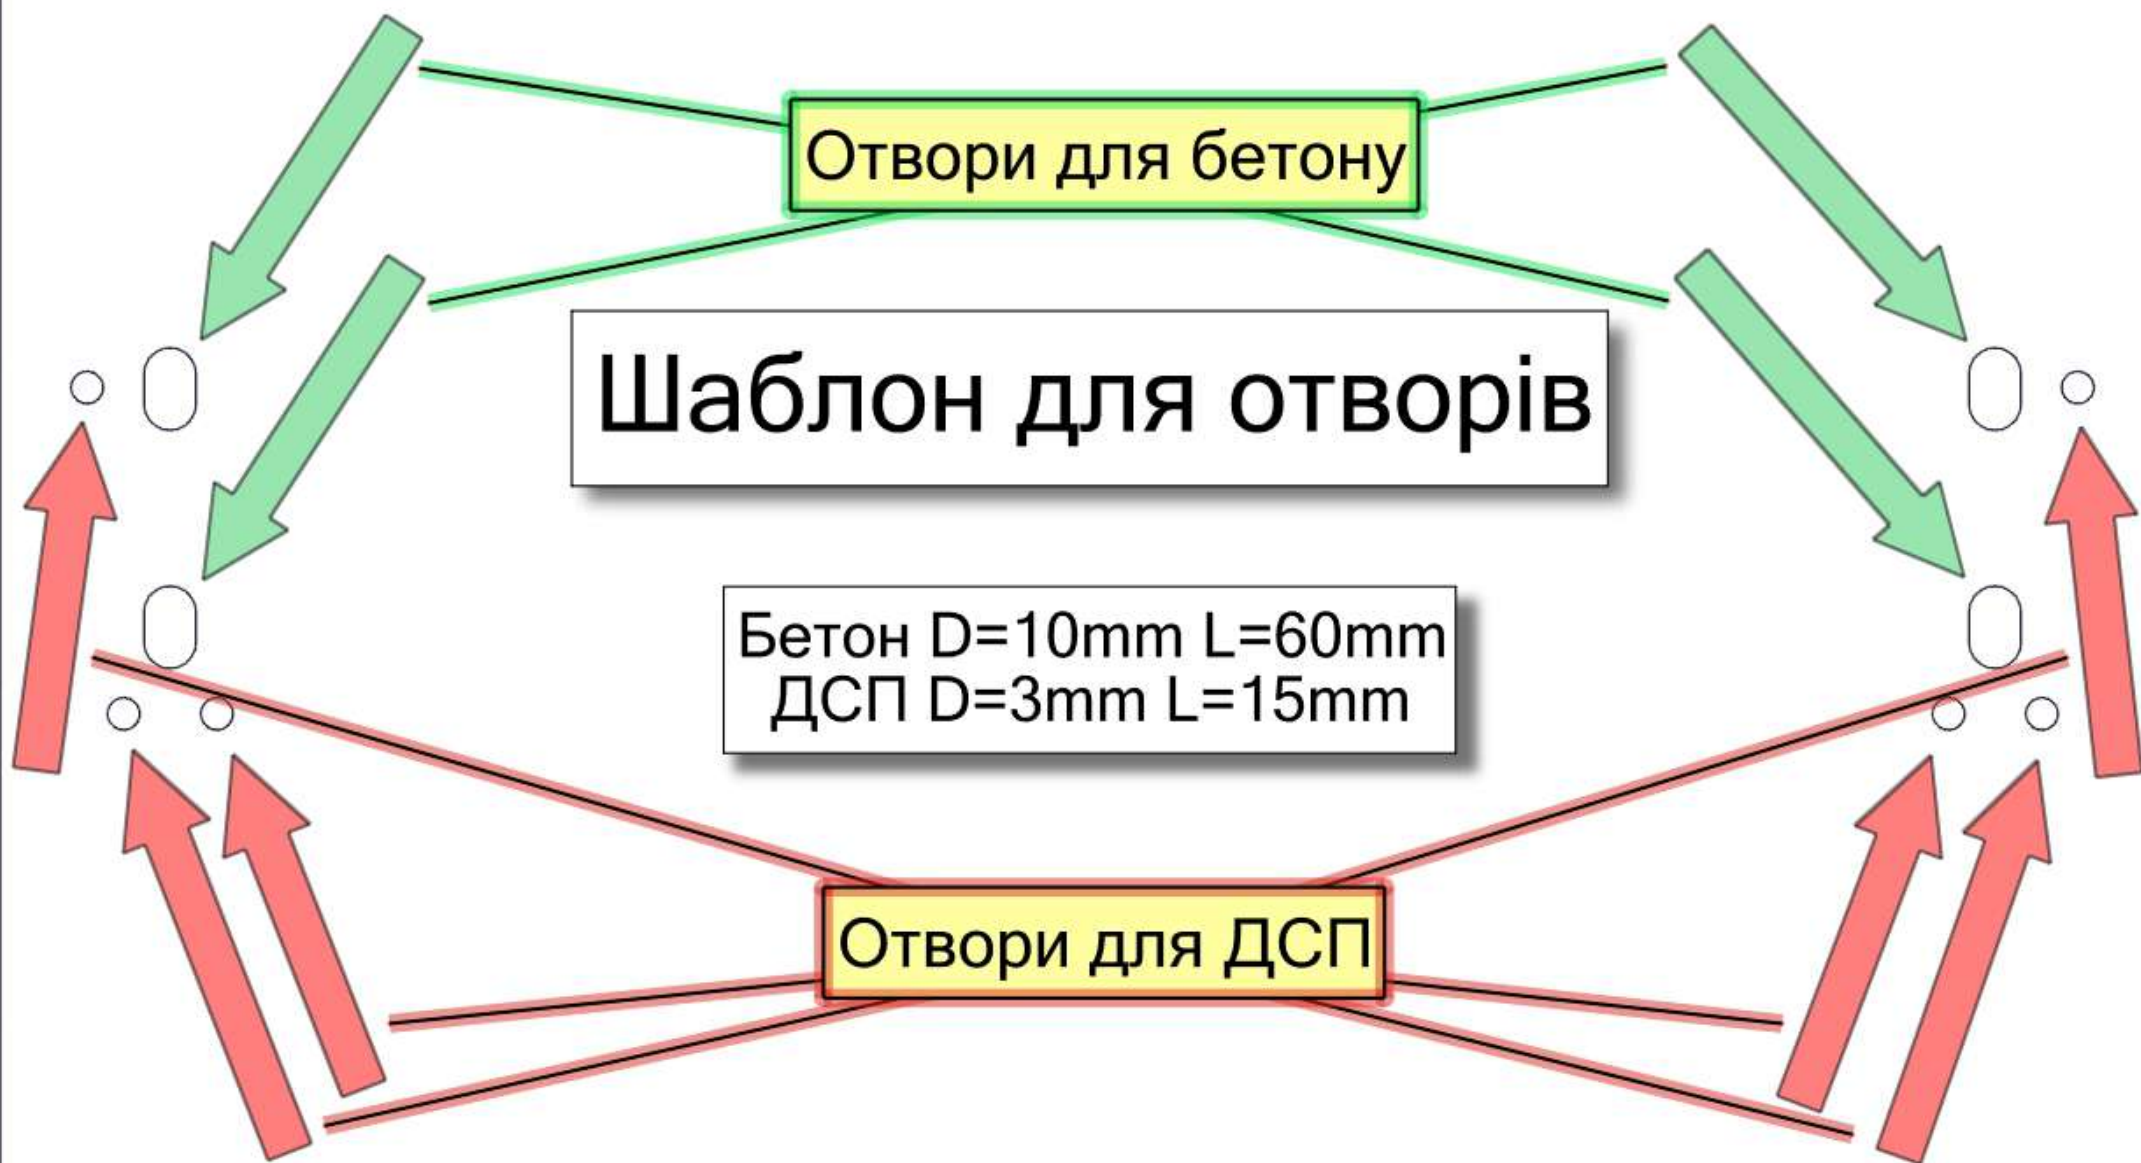 Отвори для бетону
Шаблон для отворів
Бетон D=10mm L=60mm
ДСП D=3mm L=15mm
Отвори для ДСП